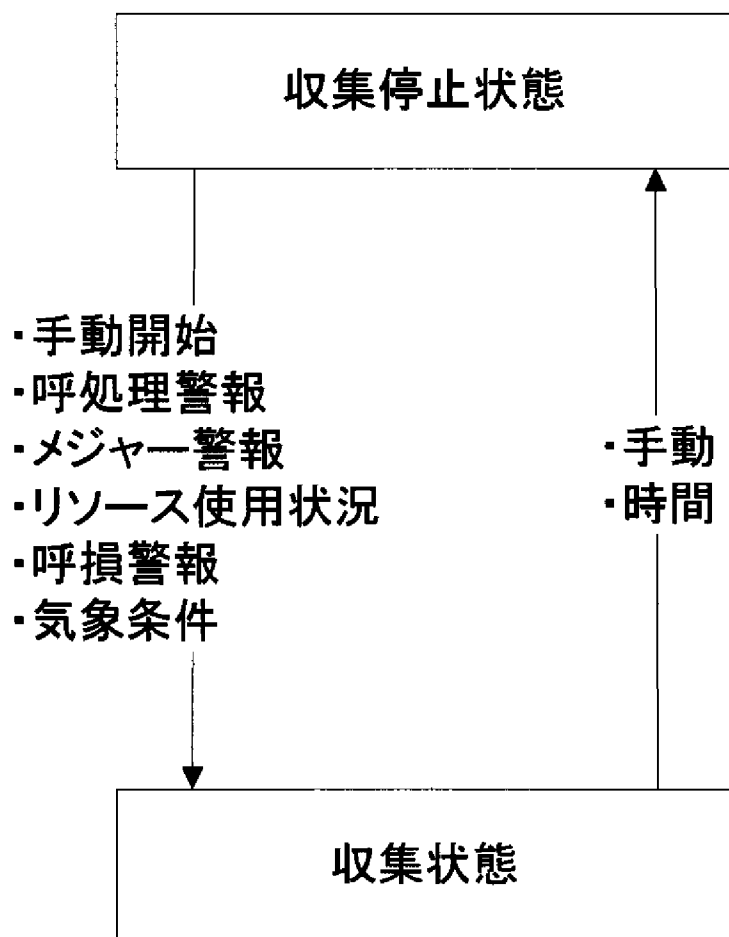 収集停止状態
・手動開始
・呼処理警報
・メジャー警報
・リソース使用状況
・呼損警報
・気象条件
・手動
・時間
収集状態